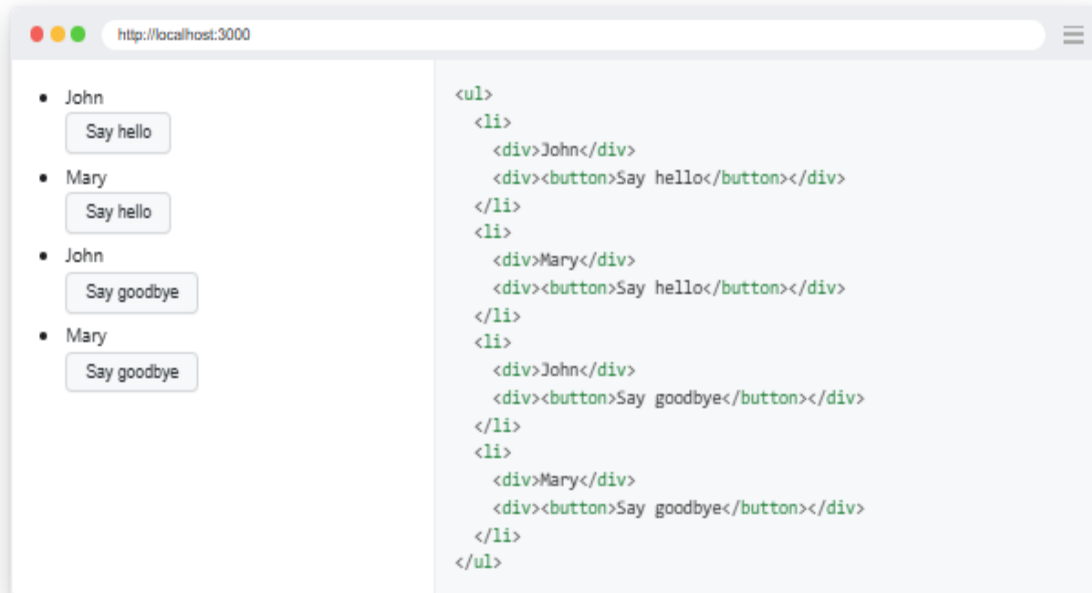 http://localhost:3000
John
Say hello
Mary
Say hello
John
Say goodbye
Mary
Say goodbye
<ul>
  <li>
    <div>John</div>
    <div><button>Say hello</button></div>
  </li>
  <li>
    <div>Mary</div>
    <div><button>Say hello</button></div>
  </li>
  <li>
    <div>John</div>
    <div><button>Say goodbye</button></div>
  </li>
  <li>
    <div>Mary</div>
    <div><button>Say goodbye</button></div>
  </li>
</ul>